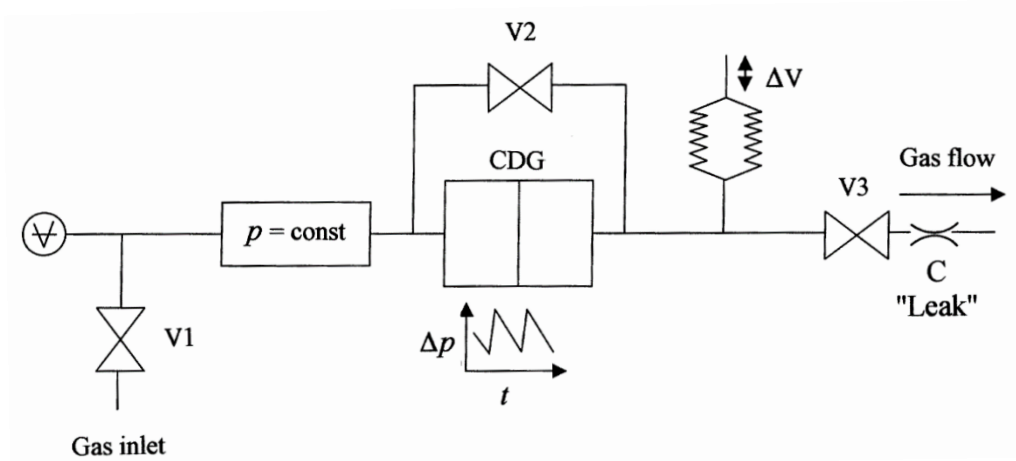 V2
ΔV
CDG
Gas flow
V3
p = const
C
"Leak"
V1
Δp
t
Gas inlet